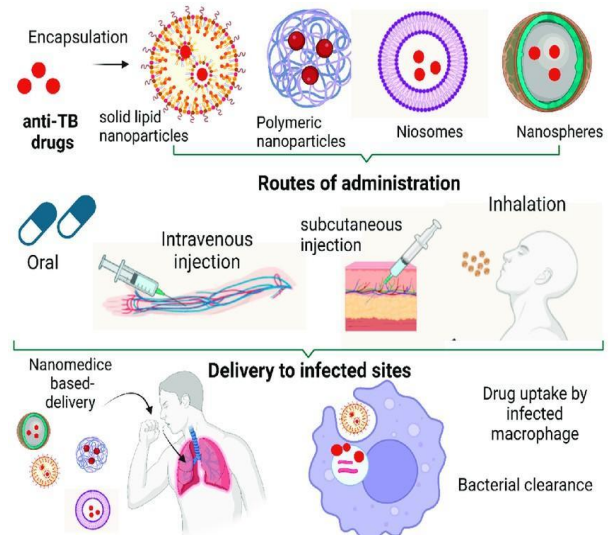 Encapsulation
anti-TB
drugs
solid lipid
nanoparticles
Polymeric
nanoparticles
Niosomes
Nanospheres
Routes of administration
Oral
Intravenous
injection
subcutaneous
injection
Inhalation
Delivery to infected sites
Nanomedice
based-
delivery
Drug uptake by
infected
macrophage
Bacterial clearance